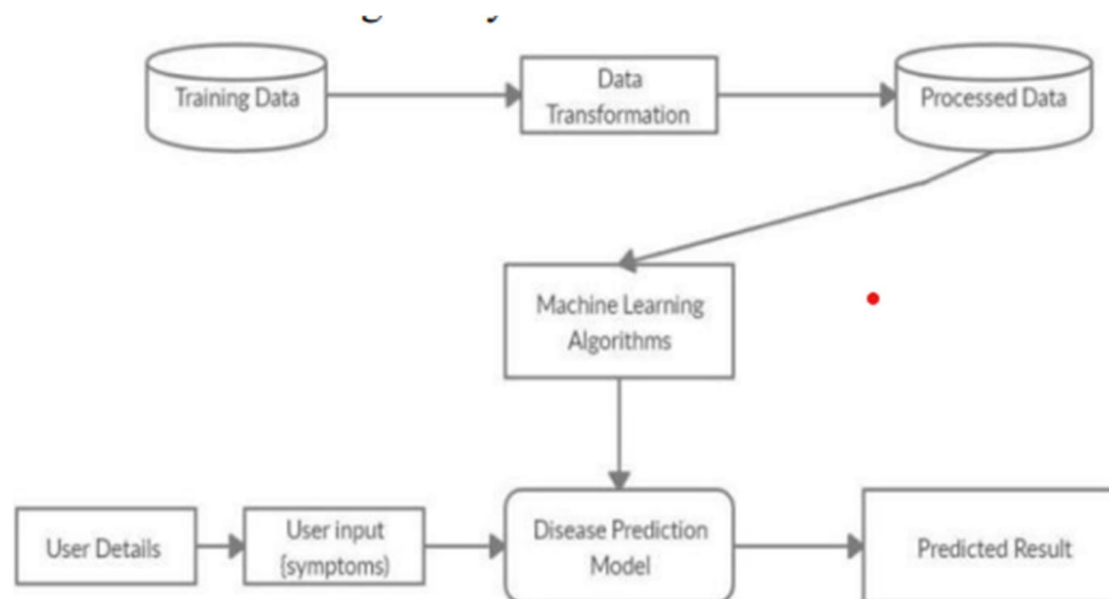 Training Data
Data
Transformation
Processed Data
Machine Learning
Algorithms
User Details
User input
{symptoms)
Disease Prediction
Model
Predicted Result